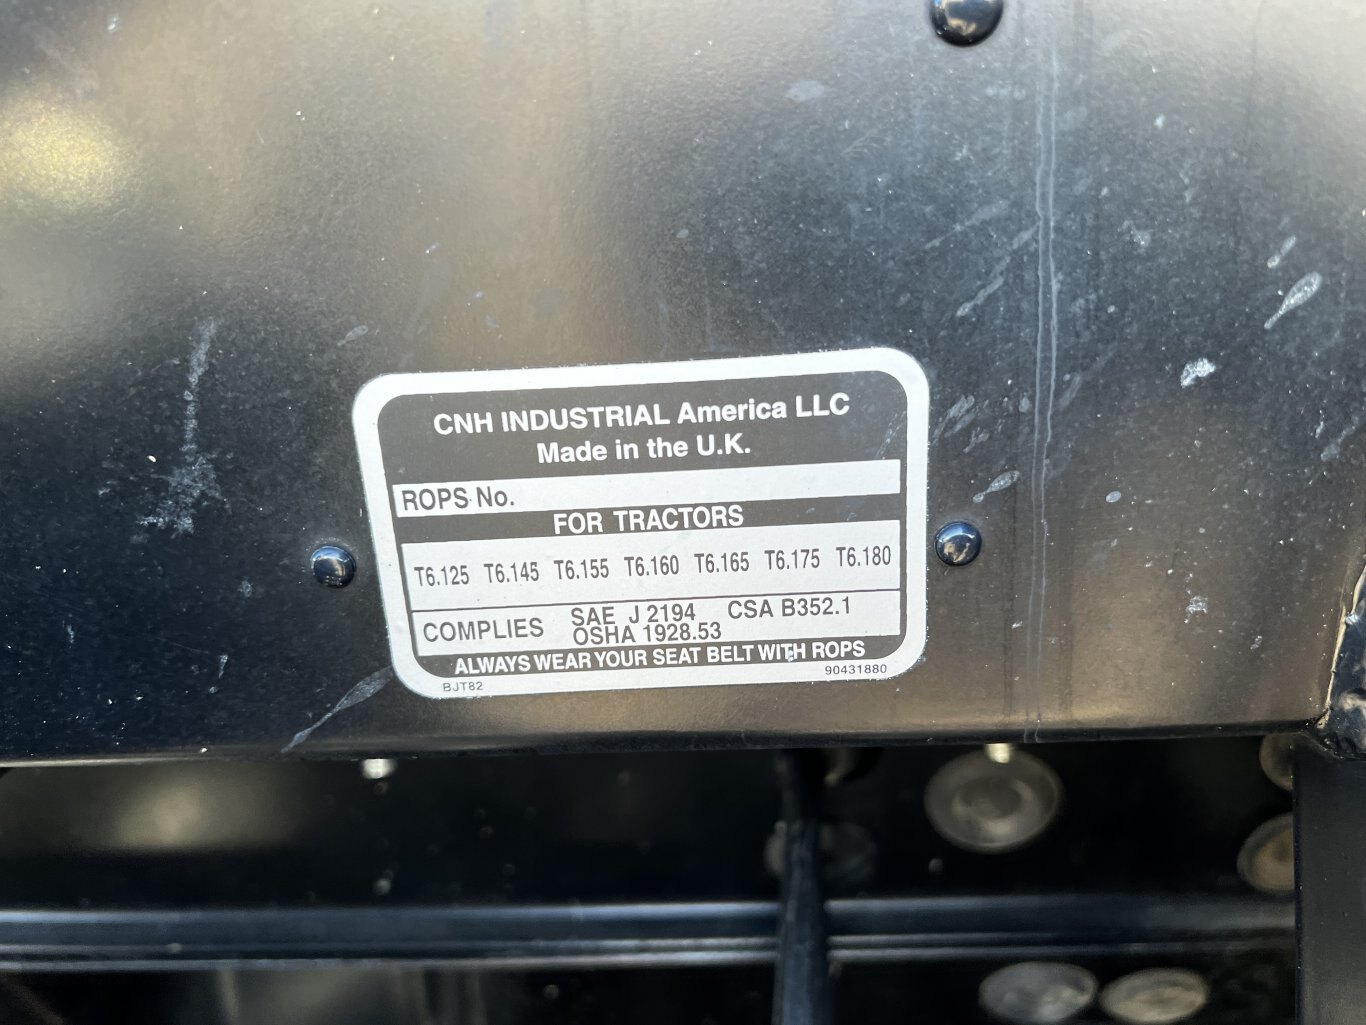 CNH INDUSTRIAL America LLC
Made in the U.K.
ROPS No.
FOR TRACTORS
T6.125 T6.145 T6.155 T6.160 T6.165 T6.175 T6.180
COMPLIES SAE J 2194 CSA B352.1
OSHA 1928.53
ALWAYS WEAR YOUR SEAT BELT WITH ROPS
BJT82 90431880